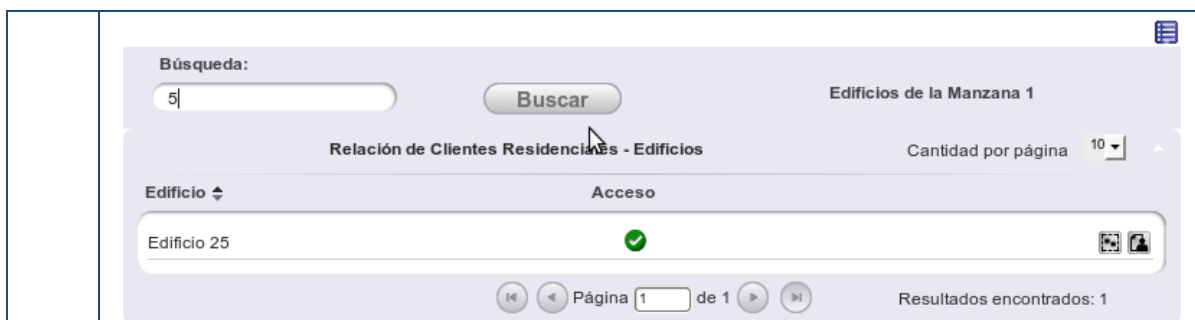 Búsqueda:
5
Buscar
Edificios de la Manzana 1
Relación de Clientes Residenciales - Edificios
Cantidad por página 10
Edificio
Acceso
Edificio 25
Página 1 de 1
Resultados encontrados: 1